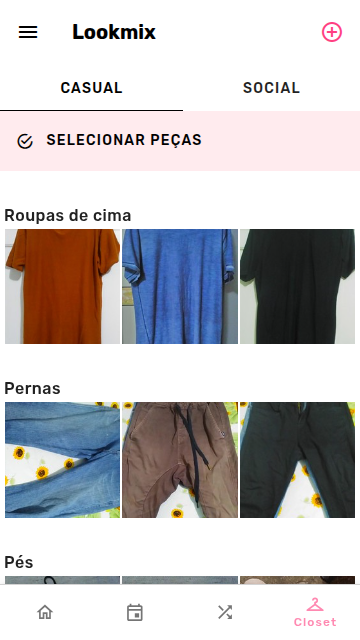 Lookmix
CASUAL
SOCIAL
SELECIONAR PEÇAS
Roupas de cima
Pernas
Pés
Closet